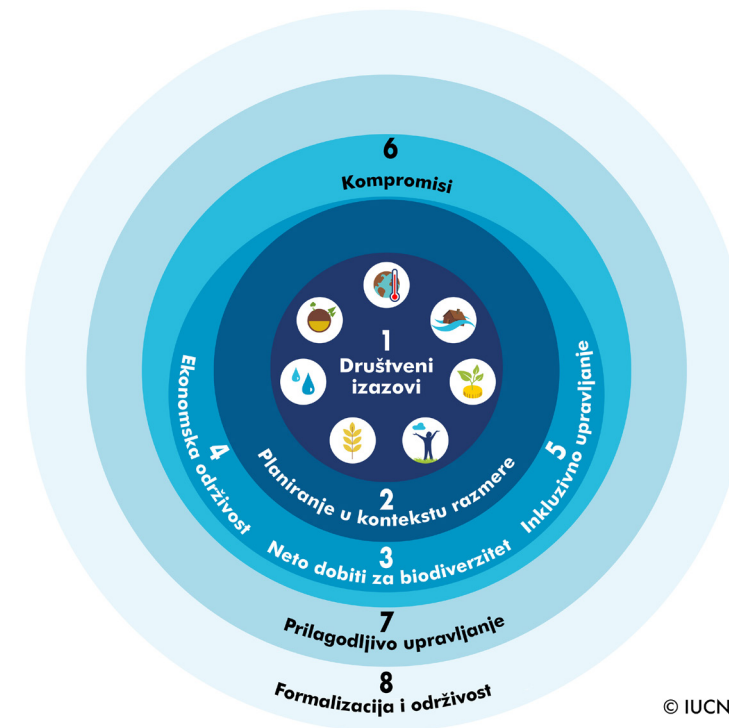 6
Kompromisi
1
Društveni
izazovi
Ekonomska održivost
4
5
Inkluzivno upravljanje
Planiranje u kontekstu razmere
2
3
Neto dobiti za biodiverzitet
7
Prilagodljivo upravljanje
8
Formalizacija i održivost
© IUCN